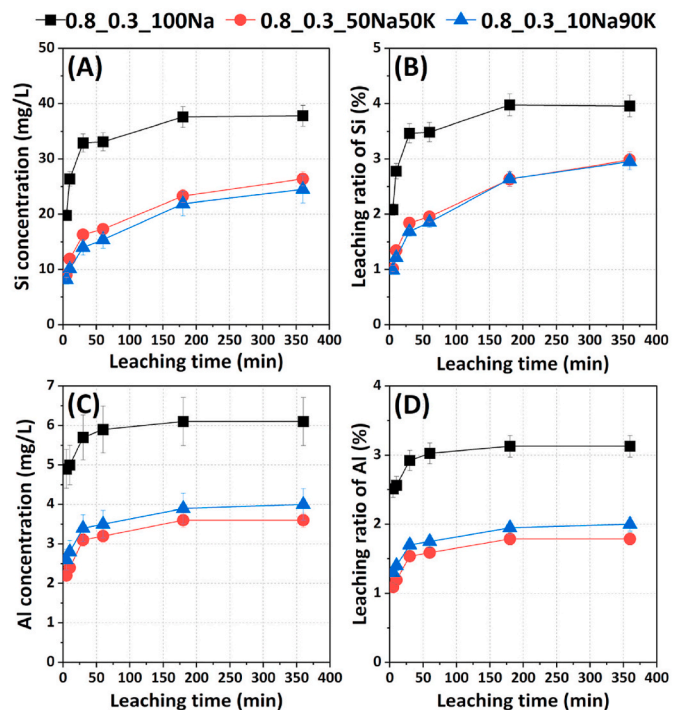 0.8_0.3_100Na 0.8_0.3_50Na50K 0.8_0.3_10Na90K
(A)
Si concentration (mg/L)
50
40
30
20
10
0
0 50 100 150 200 250 300 350 400
Leaching time (min)
(B)
Leaching ratio of Si (%)
5
4
3
2
1
0
0 50 100 150 200 250 300 350 400
Leaching time (min)
(C)
Al concentration (mg/L)
7
6
5
4
3
2
1
0
0 50 100 150 200 250 300 350 400
Leaching time (min)
(D)
Leaching ratio of Al (%)
4
3
2
1
0
0 50 100 150 200 250 300 350 400
Leaching time (min)